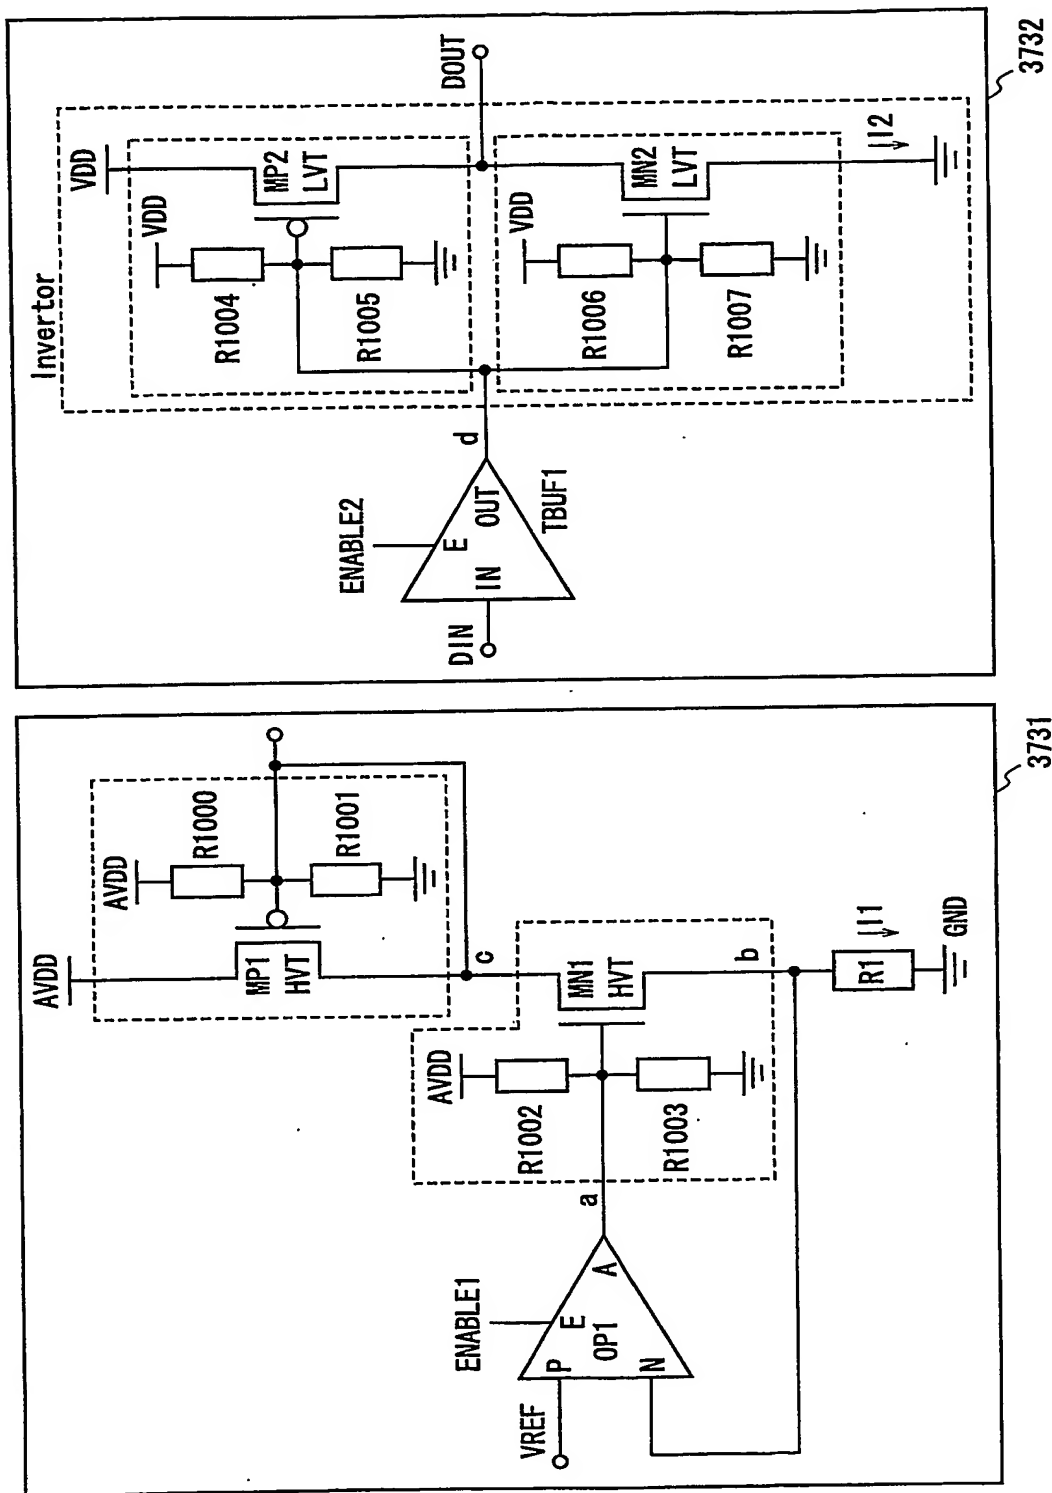 3731
AVDD
MP1
HVT
AVDD
R1000
R1001
c
AVDD
R1002
R1003
MN1
HVT
a
b
ENABLE1
VREF
P
E
OP1
A
N
R1
I1
GND
3732
Invertor
VDD
VDD
R1004
R1005
MP2
LVT
DOUT
VDD
R1006
R1007
MN2
LVT
I2
d
ENABLE2
DIN
IN
E
OUT
TBUF1